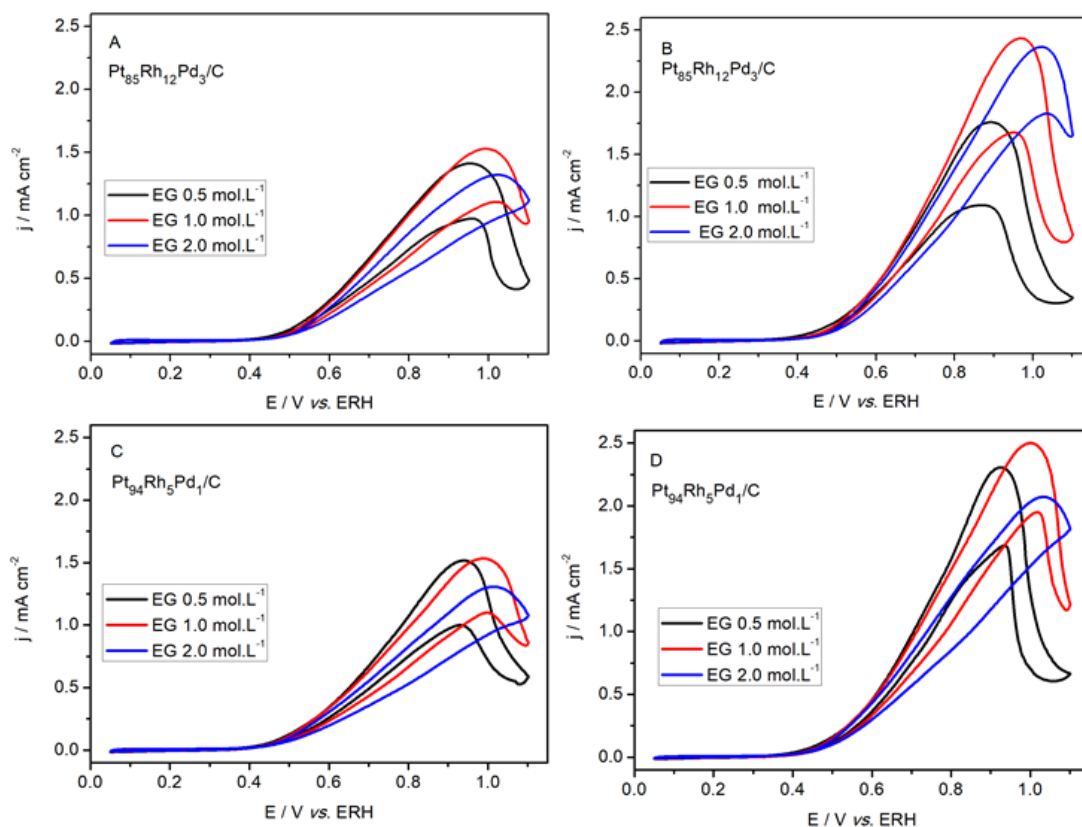 A
Pt₈₅Rh₁₂Pd₃/C
EG 0.5 mol.L⁻¹
EG 1.0 mol.L⁻¹
EG 2.0 mol.L⁻¹
j / mA cm⁻²
2.5
2.0
1.5
1.0
0.5
0.0
0.0 0.2 0.4 0.6 0.8 1.0
E / V vs. ERH
B
Pt₈₅Rh₁₂Pd₃/C
EG 0.5 mol.L⁻¹
EG 1.0 mol.L⁻¹
EG 2.0 mol.L⁻¹
j / mA cm⁻²
2.5
2.0
1.5
1.0
0.5
0.0
0.0 0.2 0.4 0.6 0.8 1.0
E / V vs. ERH
C
Pt₉₄Rh₅Pd₁/C
EG 0.5 mol.L⁻¹
EG 1.0 mol.L⁻¹
EG 2.0 mol.L⁻¹
j / mA cm⁻²
2.5
2.0
1.5
1.0
0.5
0.0
0.0 0.2 0.4 0.6 0.8 1.0
E / V vs. ERH
D
Pt₉₄Rh₅Pd₁/C
EG 0.5 mol.L⁻¹
EG 1.0 mol.L⁻¹
EG 2.0 mol.L⁻¹
j / mA cm⁻²
2.5
2.0
1.5
1.0
0.5
0.0
0.0 0.2 0.4 0.6 0.8 1.0
E / V vs. ERH